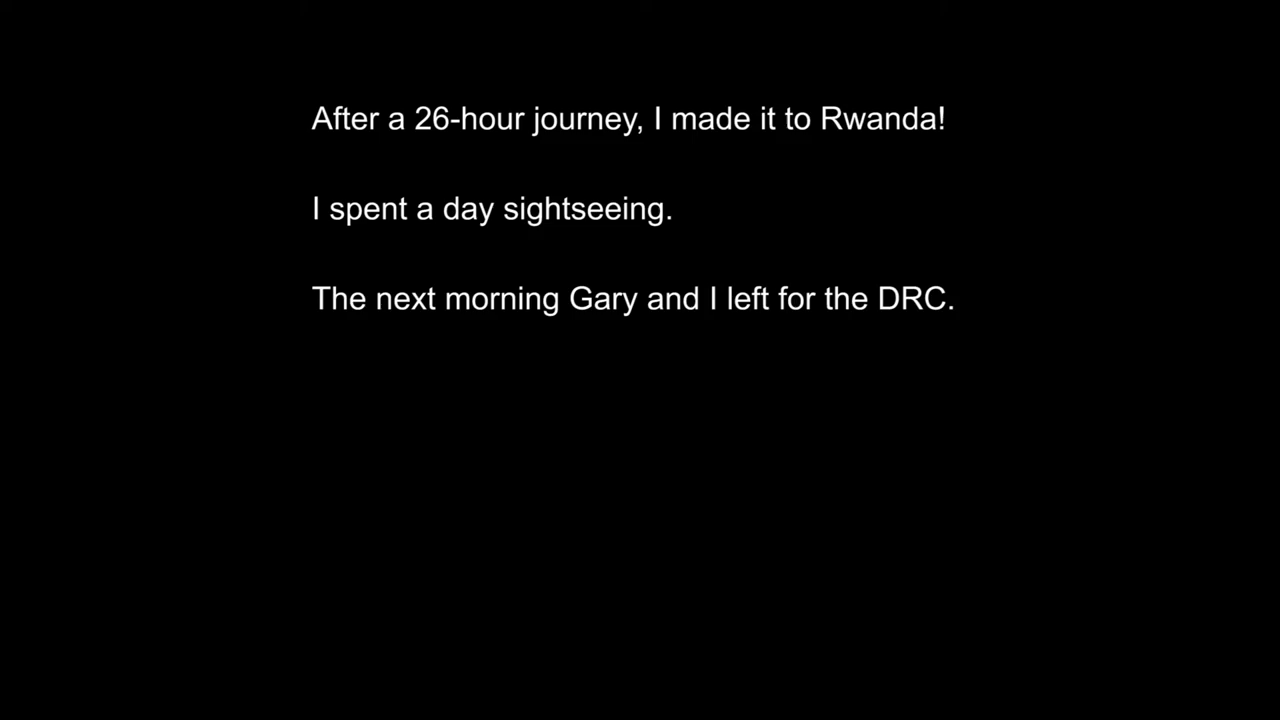 After a 26-hour journey, I made it to Rwanda!
I spent a day sightseeing.
The next morning Gary and I left for the DRC.